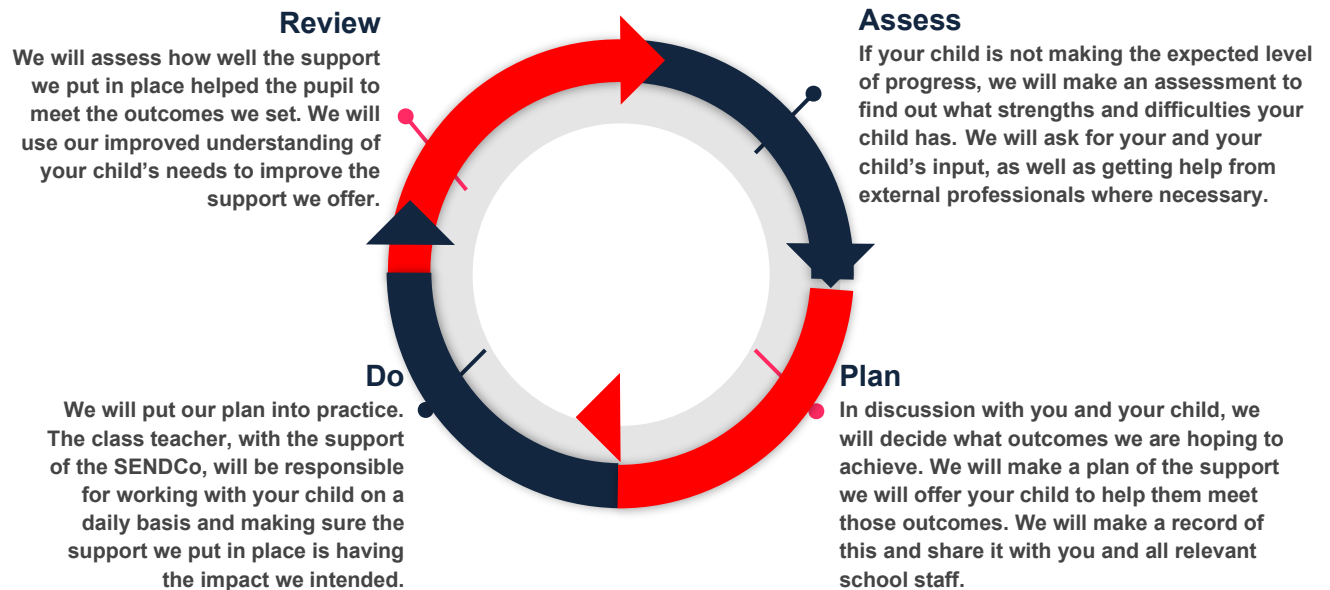 Review
We will assess how well the support
we put in place helped the pupil to
meet the outcomes we set. We will
use our improved understanding of
your child’s needs to improve the
support we offer.
Assess
If your child is not making the expected level
of progress, we will make an assessment to
find out what strengths and difficulties your
child has. We will ask for your and your
child’s input, as well as getting help from
external professionals where necessary.
Do
We will put our plan into practice.
The class teacher, with the support
of the SENDCo, will be responsible
for working with your child on a
daily basis and making sure the
support we put in place is having
the impact we intended.
Plan
In discussion with you and your child, we
will decide what outcomes we are hoping to
achieve. We will make a plan of the support
we will offer your child to help them meet
those outcomes. We will make a record of
this and share it with you and all relevant
school staff.